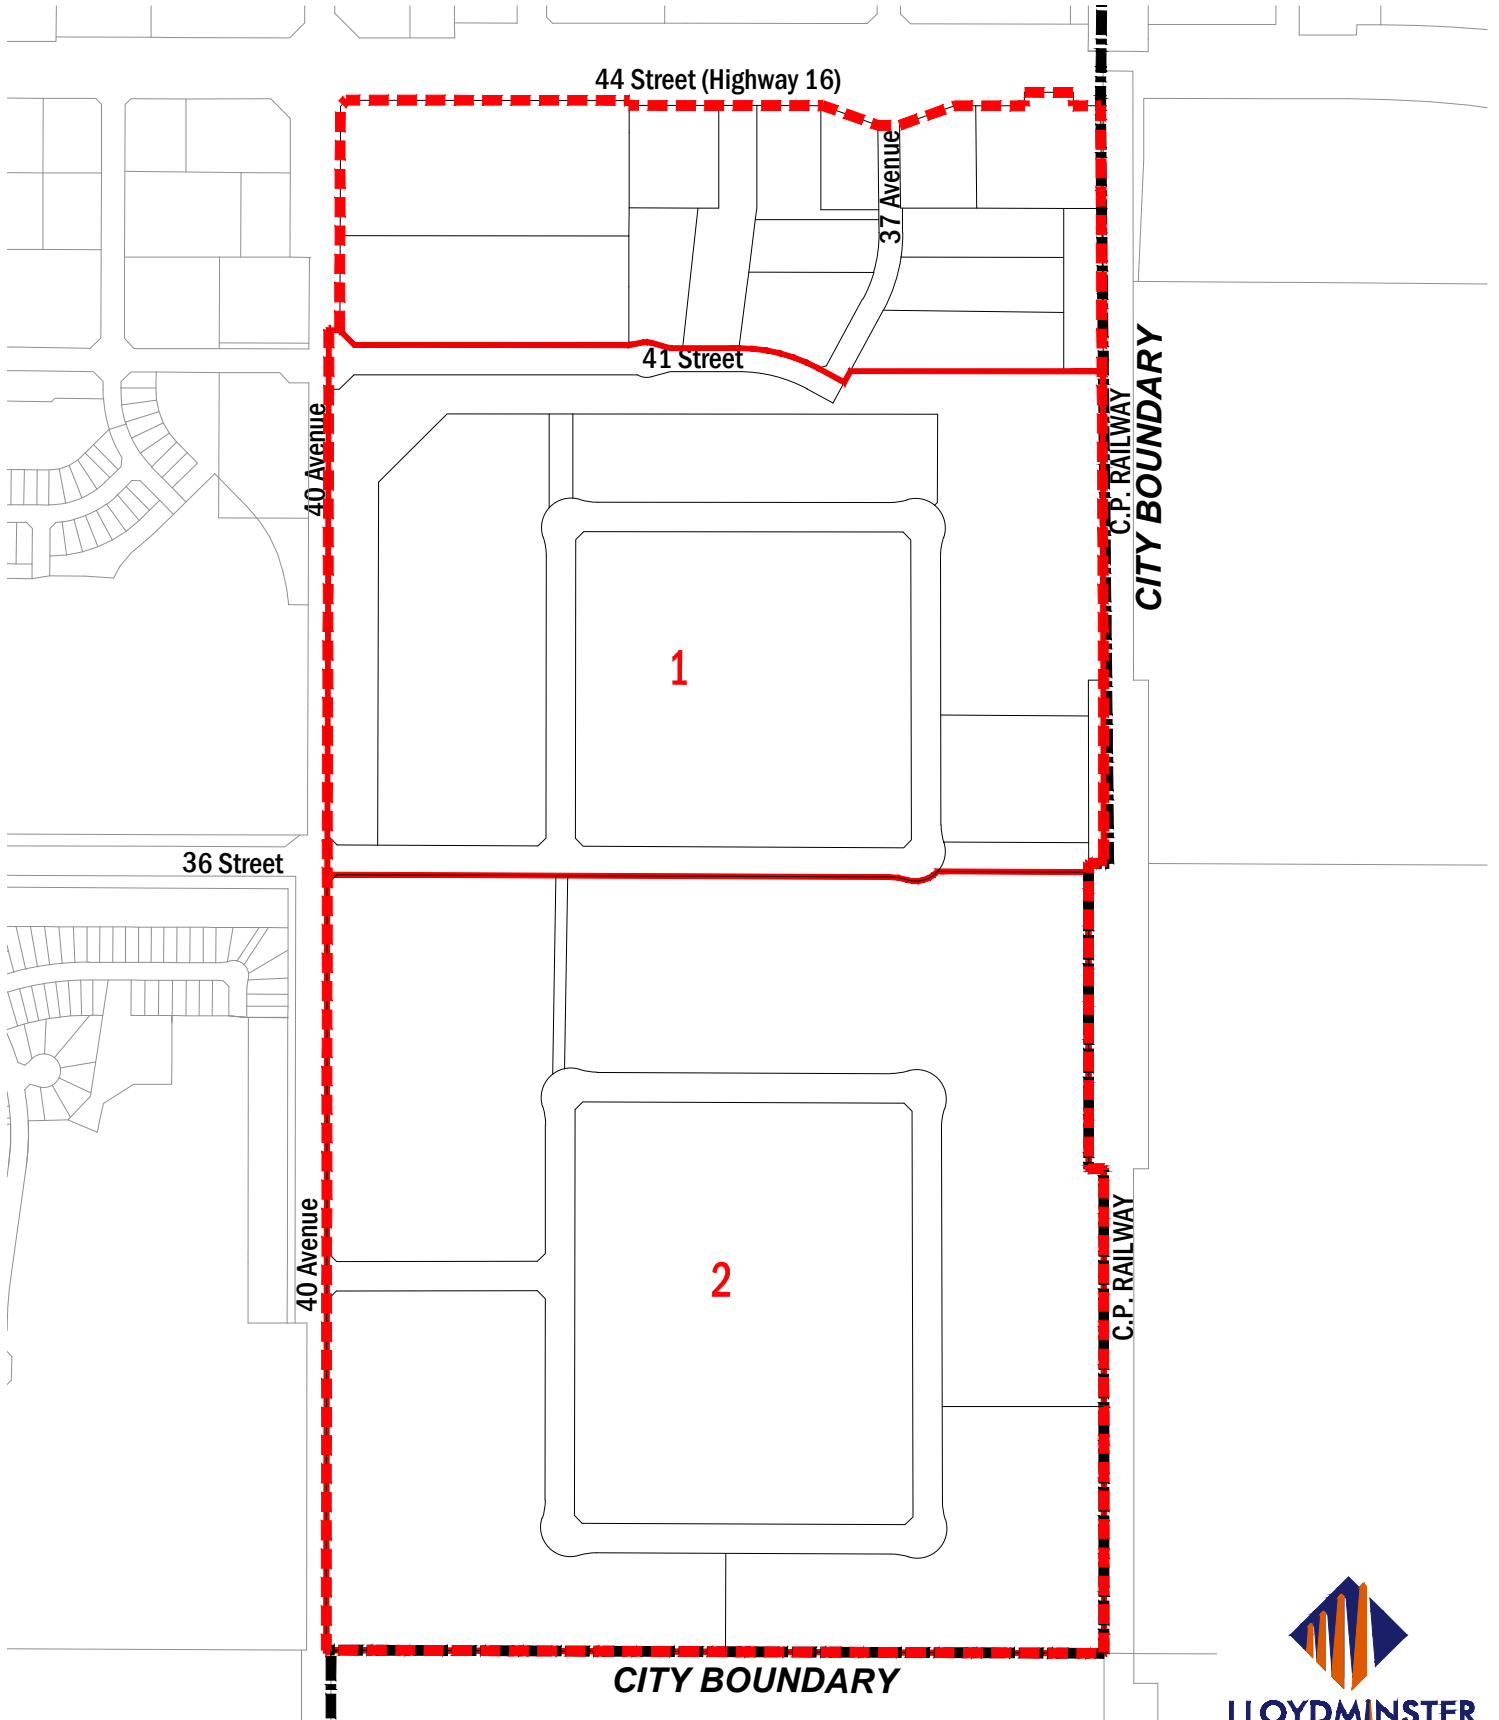 44 Street (Highway 16)
37 Avenue
41 Street
40 Avenue
C.P. RAILWAY
CITY BOUNDARY
1
36 Street
40 Avenue
2
C.P. RAILWAY
CITY BOUNDARY
LLOYDMINSTER